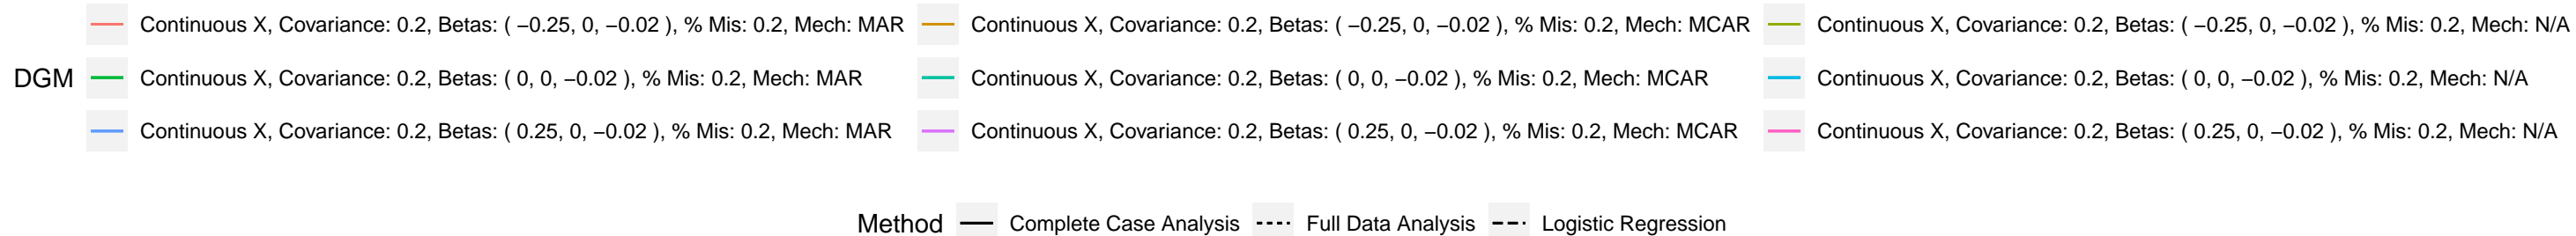 Continuous X, Covariance: 0.2, Betas: ( −0.25, 0, −0.02 ), % Mis: 0.2, Mech: MAR Continuous X, Covariance: 0.2, Betas: ( −0.25, 0, −0.02 ), % Mis: 0.2, Mech: MCAR Continuous X, Covariance: 0.2, Betas: ( −0.25, 0, −0.02 ), % Mis: 0.2, Mech: N/A
DGM Continuous X, Covariance: 0.2, Betas: ( 0, 0, −0.02 ), % Mis: 0.2, Mech: MAR Continuous X, Covariance: 0.2, Betas: ( 0, 0, −0.02 ), % Mis: 0.2, Mech: MCAR Continuous X, Covariance: 0.2, Betas: ( 0, 0, −0.02 ), % Mis: 0.2, Mech: N/A
Continuous X, Covariance: 0.2, Betas: ( 0.25, 0, −0.02 ), % Mis: 0.2, Mech: MAR Continuous X, Covariance: 0.2, Betas: ( 0.25, 0, −0.02 ), % Mis: 0.2, Mech: MCAR Continuous X, Covariance: 0.2, Betas: ( 0.25, 0, −0.02 ), % Mis: 0.2, Mech: N/A
Method Complete Case Analysis Full Data Analysis Logistic Regression